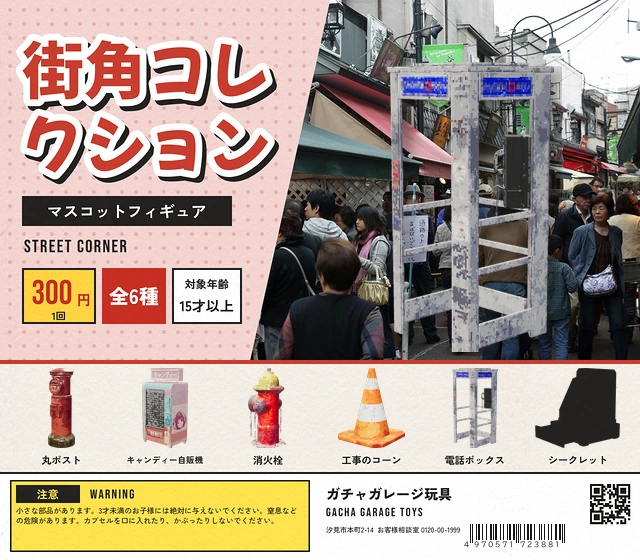 街角コレ
クション
マスコットフィギュア
STREET CORNER
300円
1回
全6種
対象年齢
15才以上
丸ポスト
キャンディー自販機
消火栓
工事のコーン
電話ボックス
シークレット
注意 WARNING
小さな部品があります。3才未満のお子様には絶対に与えないでください。窒息など
の危険があります。カプセルを口に入れたり、かぶったりしないでください。
ガチャガレージ玩具
GACHA GARAGE TOYS
汐見市本町2-14 お客様相談室 0120-00-1999
4 970571 723881